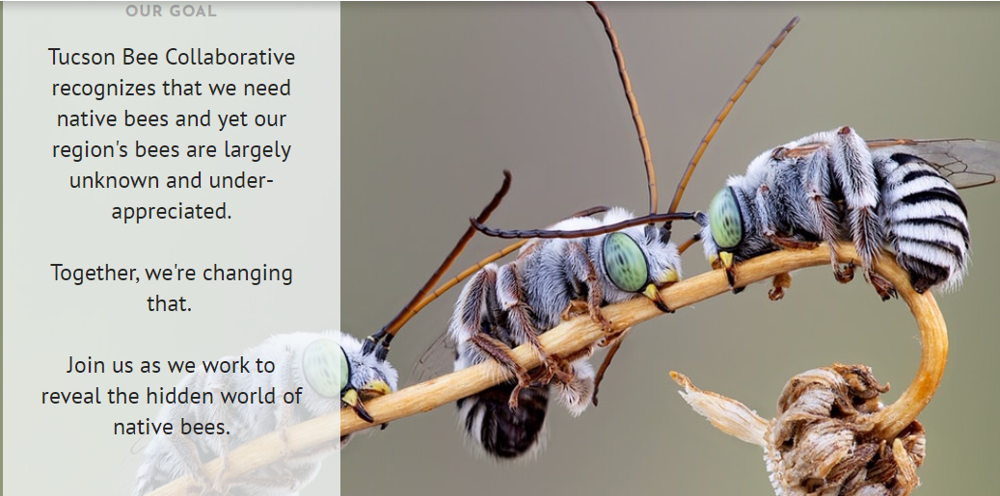 OUR GOAL
Tucson Bee Collaborative
recognizes that we need
native bees and yet our
region's bees are largely
unknown and under-
appreciated.
Together, we're changing
that.
Join us as we work to
reveal the hidden world of
native bees.